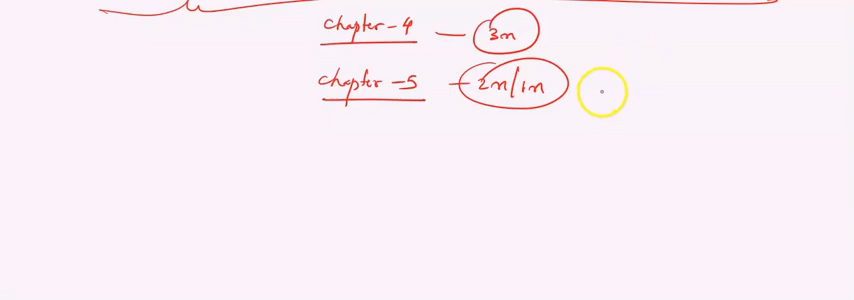 chapter-4 — 3m
chapter-5 — 2m/1m